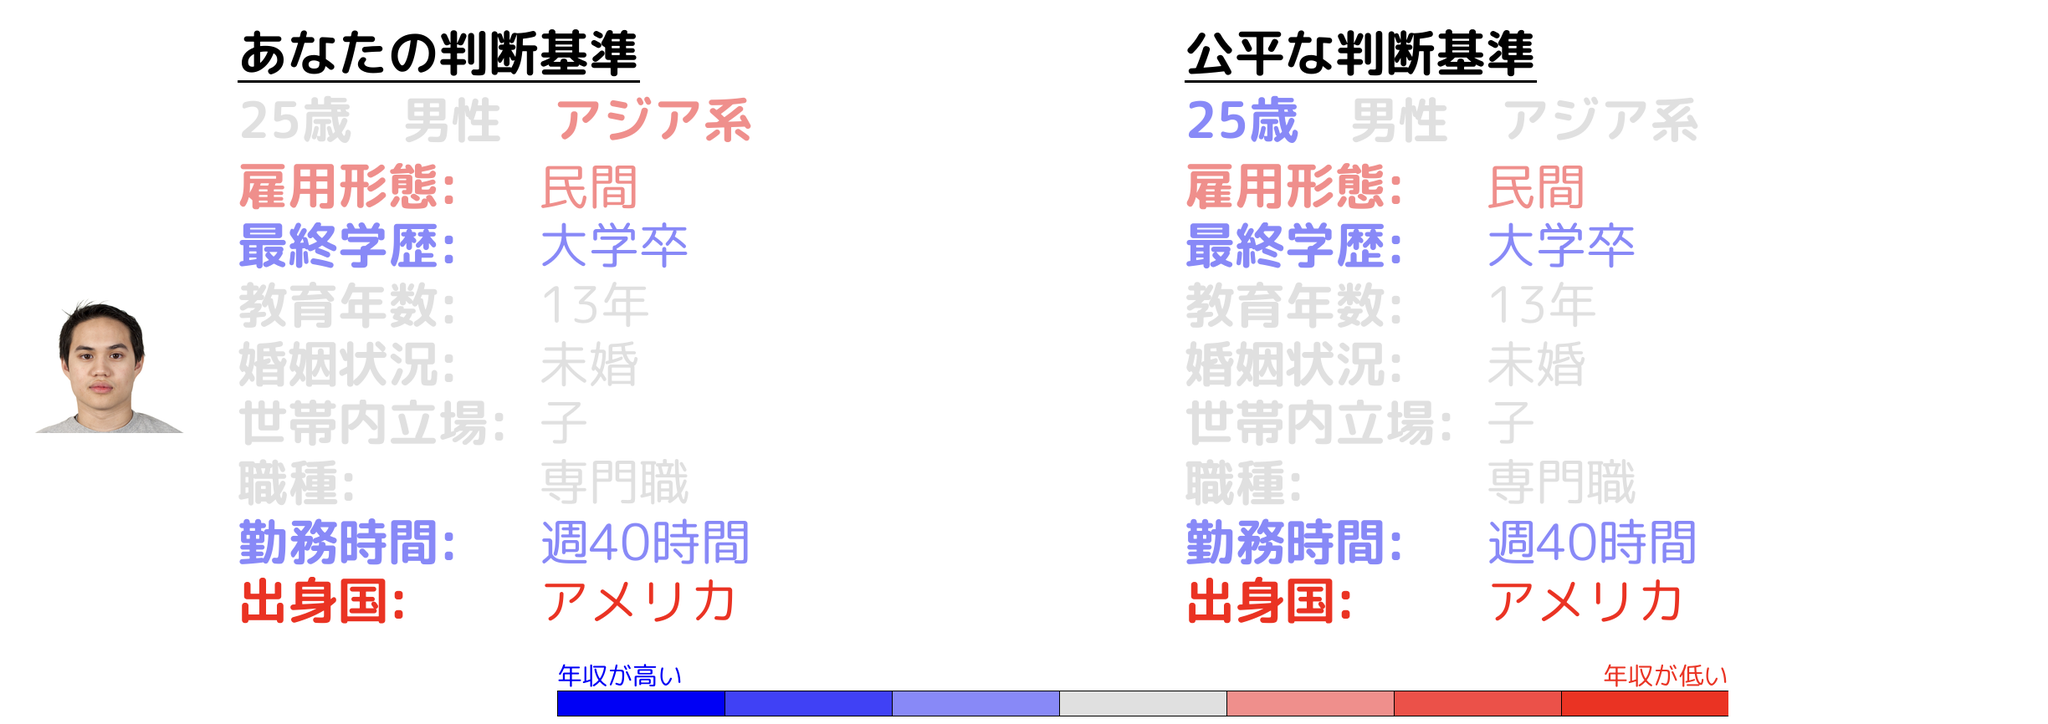 あなたの判断基準
25歳 男性 アジア系
雇用形態: 民間
最終学歴: 大学卒
教育年数: 13年
婚姻状況: 未婚
世帯内立場: 子
職種: 専門職
勤務時間: 週40時間
出身国: アメリカ
公平な判断基準
25歳 男性 アジア系
雇用形態: 民間
最終学歴: 大学卒
教育年数: 13年
婚姻状況: 未婚
世帯内立場: 子
職種: 専門職
勤務時間: 週40時間
出身国: アメリカ
年収が高い
年収が低い